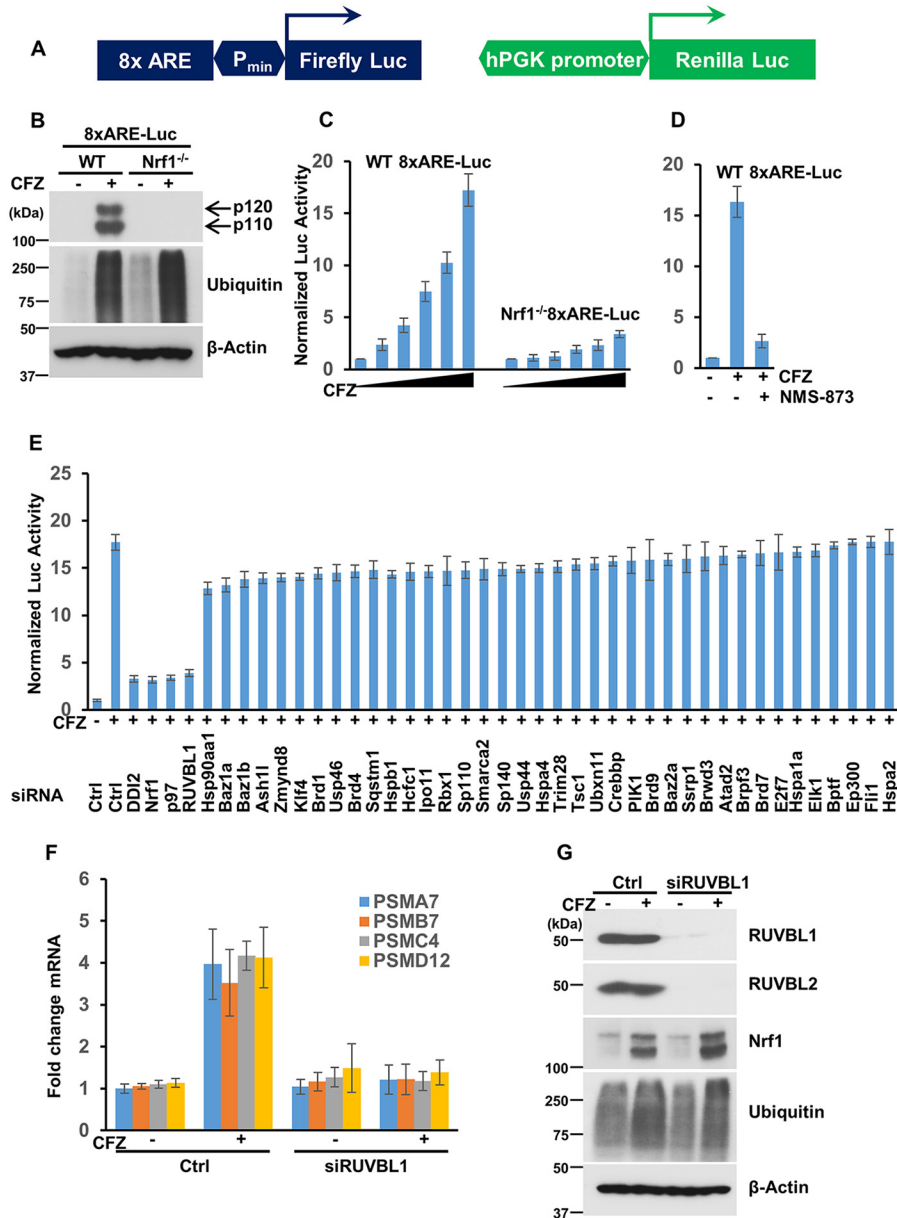 A
8x ARE
Pmin
Firefly Luc
hPGK promoter
Renilla Luc
B
8xARE-Luc
WT Nrf1-/-
CFZ - + - +
(kDa)
p120
p110
100
250
Ubiquitin
75
50
β-Actin
37
C
WT 8xARE-Luc
Nrf1-/-8xARE-Luc
Normalized Luc Activity
20
15
10
5
0
CFZ
D
WT 8xARE-Luc
20
15
10
5
0
- + + CFZ
- - + NMS-873
E
Normalized Luc Activity
25
20
15
10
5
0
CFZ - + + + + + + + + + + + + + + + + + + + + + + + + + + + + + + + + + + + + + + + +
siRNA
Ctrl
Ctrl
DDI2
Nrf1
p97
RUVBL1
Hsp90aa1
Baz1a
Baz1b
Ash1l
Zmynd8
Klf4
Brd1
Usp46
Brd4
Sqstm1
Hspb1
Hcfc1
Ipo11
Rbx1
Sp110
Smarca2
Sp140
Usp44
Hspa4
Trim28
Tsc1
Ubxn11
Crebbp
PlK1
Brd9
Baz2a
Ssrp1
Brwd3
Atad2
Brpf3
Brd7
E2f7
Hspa1a
Elk1
Bptf
Ep300
Fli1
Hspa2
F
Fold change mRNA
6
5
4
3
2
1
0
PSMA7
PSMB7
PSMC4
PSMD12
CFZ - + - +
Ctrl siRUVBL1
G
Ctrl siRUVBL1
CFZ - + - +
(kDa)
50
RUVBL1
50
RUVBL2
Nrf1
100
250
Ubiquitin
75
50
β-Actin
37